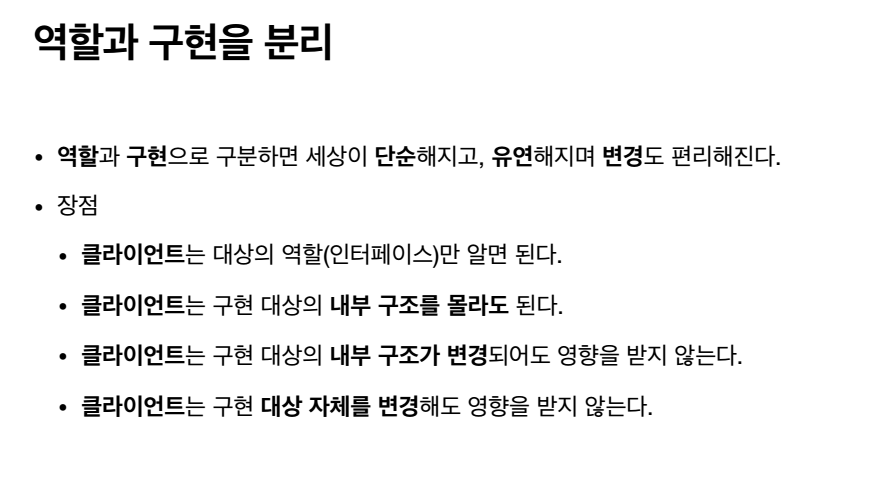 역할과 구현을 분리
• 역할과 구현으로 구분하면 세상이 단순해지고, 유연해지며 변경도 편리해진다.
• 장점
• 클라이언트는 대상의 역할(인터페이스)만 알면 된다.
• 클라이언트는 구현 대상의 내부 구조를 몰라도 된다.
• 클라이언트는 구현 대상의 내부 구조가 변경되어도 영향을 받지 않는다.
• 클라이언트는 구현 대상 자체를 변경해도 영향을 받지 않는다.